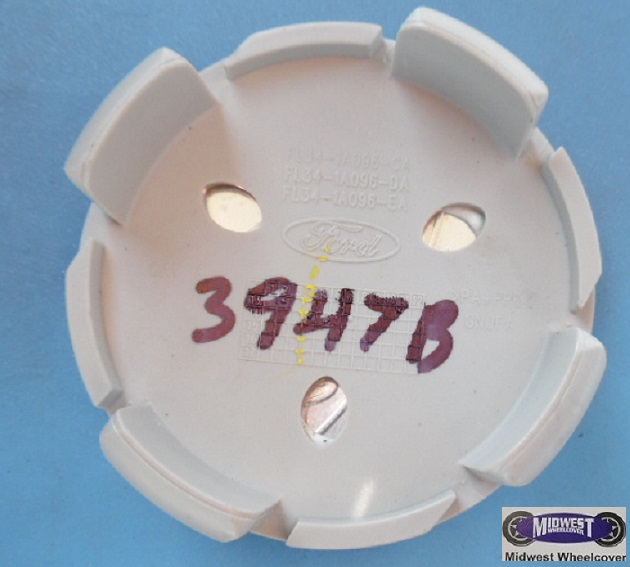 FL34-1A096-CA
FL34-1A096-DA
FL34-1A096-EA
Ford
3947B
MIDWEST
WHEELCOVER
Midwest Wheelcover